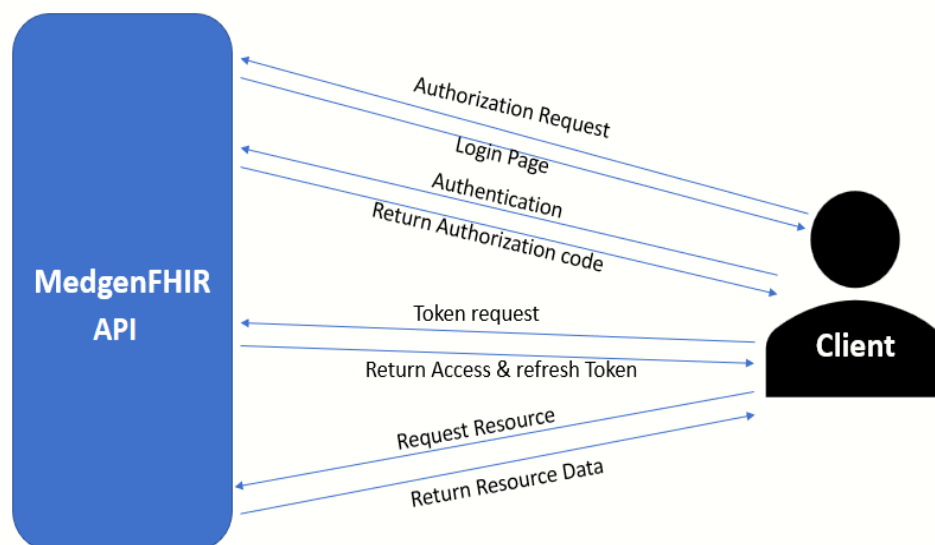 Authorization Request
Login Page
Authentication
Return Authorization code
MedgenFHIR
API
Token request
Client
Return Access & refresh Token
Request Resource
Return Resource Data